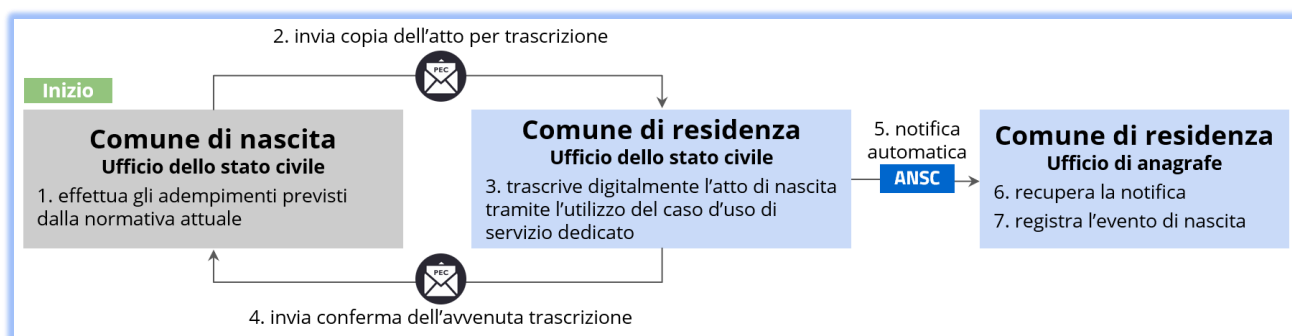 2. invia copia dell'atto per trascrizione
PEC
Inizio
Comune di nascita
Ufficio dello stato civile
1. effettua gli adempimenti previsti
dalla normativa attuale
Comune di residenza
Ufficio dello stato civile
3. trascrive digitalmente l'atto di nascita
tramite l'utilizzo del caso d'uso di
servizio dedicato
5. notifica
automatica
ANSC
Comune di residenza
Ufficio di anagrafe
6. recupera la notifica
7. registra l'evento di nascita
PEC
4. invia conferma dell'avvenuta trascrizione